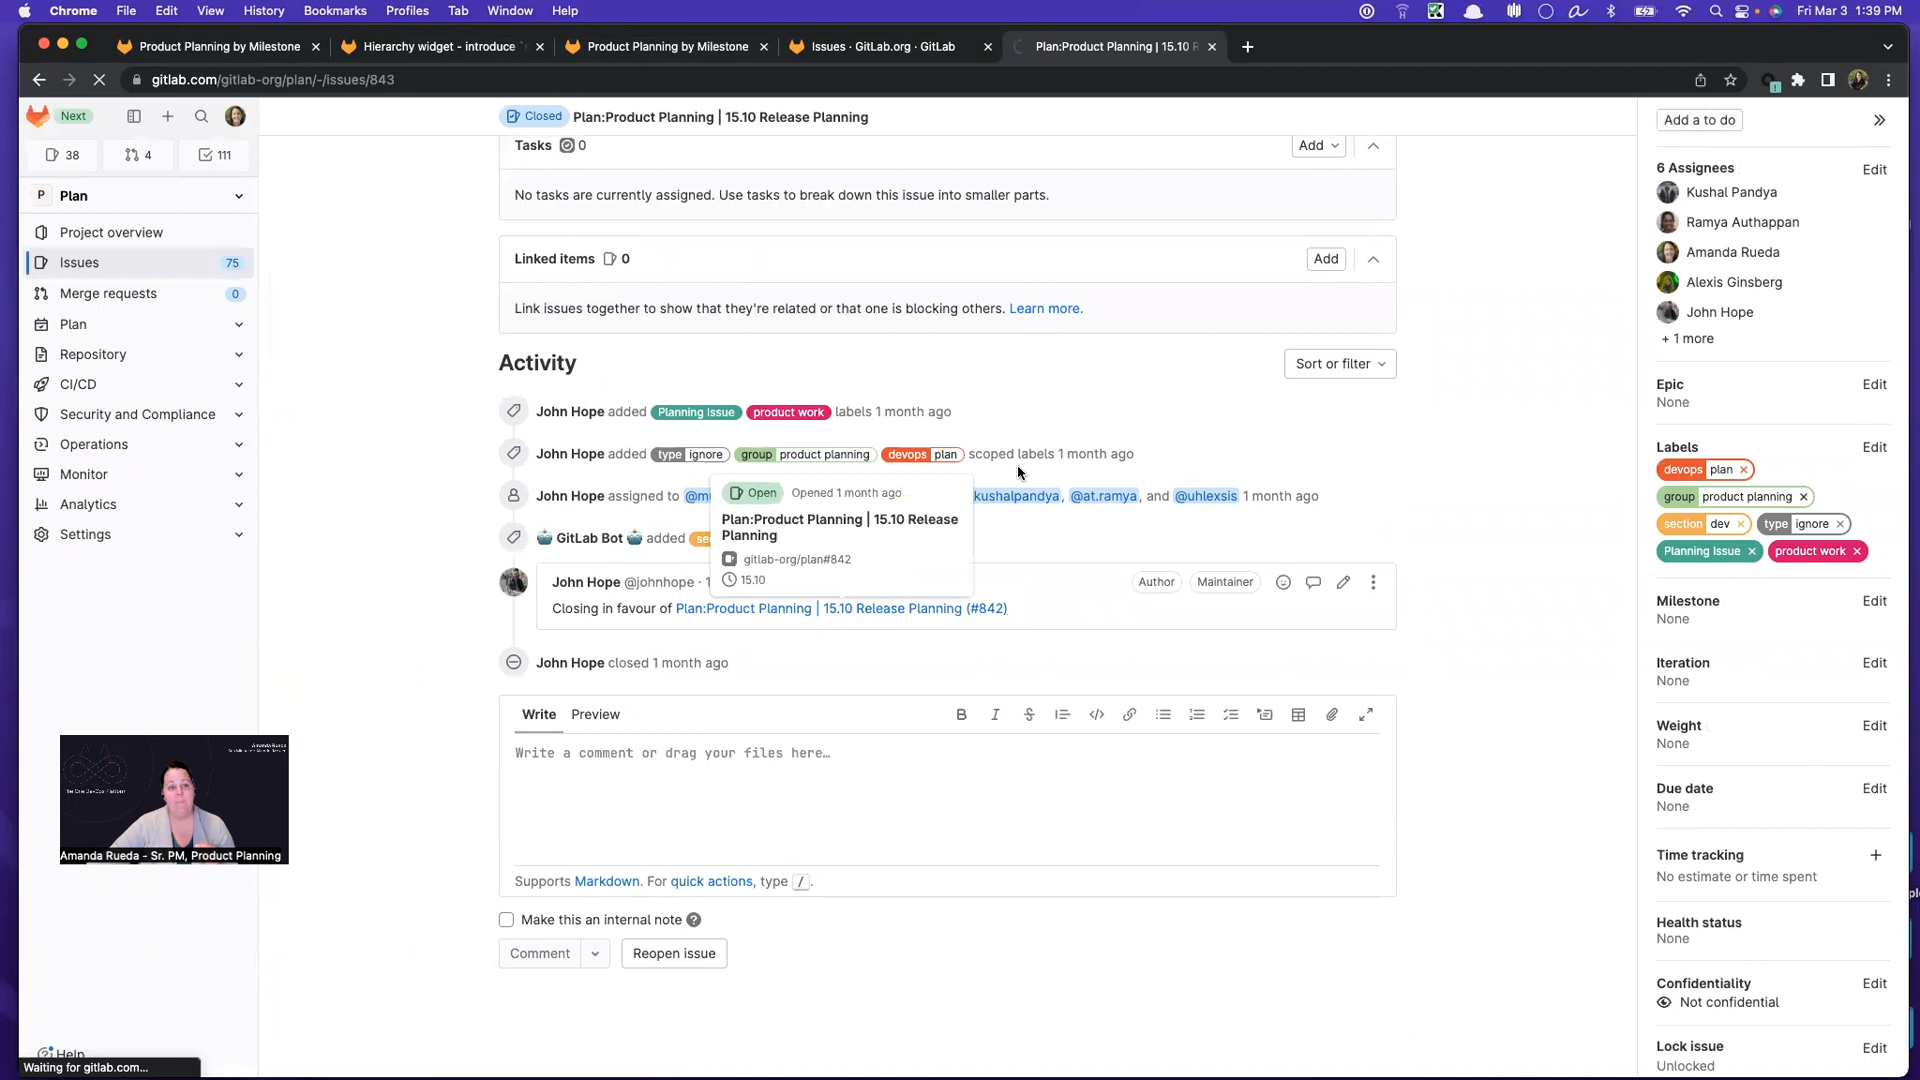 Chrome File Edit View History Bookmarks Profiles Tab Window Help Fri Mar 3 1:39 PM
Product Planning by Milestone Hierarchy widget - introduce Product Planning by Milestone Issues · GitLab.org · GitLab Plan:Product Planning | 15.10 R
gitlab.com/gitlab-org/plan/-/issues/843
Next
38 4 111
P Plan
Project overview
Issues 75
Merge requests 0
Plan
Repository
CI/CD
Security and Compliance
Operations
Monitor
Analytics
Settings
Help
Waiting for gitlab.com...
Closed Plan:Product Planning | 15.10 Release Planning
Tasks 0 Add
No tasks are currently assigned. Use tasks to break down this issue into smaller parts.
Linked items 0 Add
Link issues together to show that they're related or that one is blocking others. Learn more.
Activity Sort or filter
John Hope added Planning Issue product work labels 1 month ago
John Hope added type ignore group product planning devops plan scoped labels 1 month ago
John Hope assigned to kushalpandya, @at.ramya, and @uhlexsis 1 month ago
GitLab Bot added
Open Opened 1 month ago
Plan:Product Planning | 15.10 Release
Planning
gitlab-org/plan#842
15.10
John Hope @johnhope · Author Maintainer
Closing in favour of Plan:Product Planning | 15.10 Release Planning (#842)
John Hope closed 1 month ago
Write Preview
Write a comment or drag your files here…
Supports Markdown. For quick actions, type /.
Make this an internal note
Comment Reopen issue
Add a to do
6 Assignees Edit
Kushal Pandya
Ramya Authappan
Amanda Rueda
Alexis Ginsberg
John Hope
+ 1 more
Epic Edit
None
Labels Edit
devops plan
group product planning
section dev type ignore
Planning Issue product work
Milestone Edit
None
Iteration Edit
None
Weight Edit
None
Due date Edit
None
Time tracking
No estimate or time spent
Health status
None
Confidentiality Edit
Not confidential
Lock issue Edit
Unlocked
Amanda Rueda
The One DevOps Platform
Amanda Rueda - Sr. PM, Product Planning